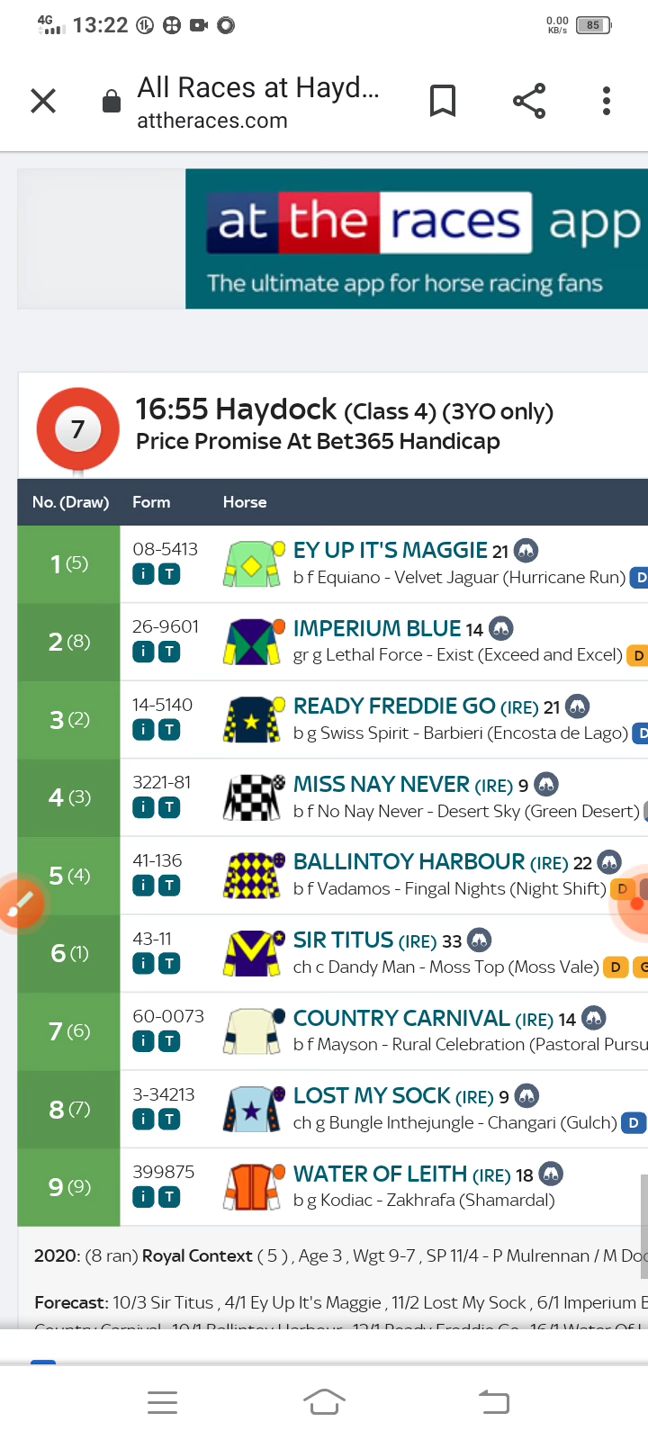 4G 13:22 0.00 KB/s 85
All Races at Hayd...
attheraces.com
at the races app
The ultimate app for horse racing fans
7 16:55 Haydock (Class 4) (3YO only)
Price Promise At Bet365 Handicap
No. (Draw) Form Horse
1 (5) 08-5413 EY UP IT'S MAGGIE 21
i T b f Equiano - Velvet Jaguar (Hurricane Run) D
2 (8) 26-9601 IMPERIUM BLUE 14
i T gr g Lethal Force - Exist (Exceed and Excel) D
3 (2) 14-5140 READY FREDDIE GO (IRE) 21
i T b g Swiss Spirit - Barbieri (Encosta de Lago) D
4 (3) 3221-81 MISS NAY NEVER (IRE) 9
i T b f No Nay Never - Desert Sky (Green Desert)
5 (4) 41-136 BALLINTOY HARBOUR (IRE) 22
i T b f Vadamos - Fingal Nights (Night Shift) D
6 (1) 43-11 SIR TITUS (IRE) 33
i T ch c Dandy Man - Moss Top (Moss Vale) D
7 (6) 60-0073 COUNTRY CARNIVAL (IRE) 14
i T b f Mayson - Rural Celebration (Pastoral Pursu
8 (7) 3-34213 LOST MY SOCK (IRE) 9
i T ch g Bungle Inthejungle - Changari (Gulch) D
9 (9) 399875 WATER OF LEITH (IRE) 18
i T b g Kodiac - Zakhrafa (Shamardal)
2020: (8 ran) Royal Context ( 5 ) , Age 3 , Wgt 9-7 , SP 11/4 - P Mulrennan / M Do
Forecast: 10/3 Sir Titus , 4/1 Ey Up It's Maggie , 11/2 Lost My Sock , 6/1 Imperium B